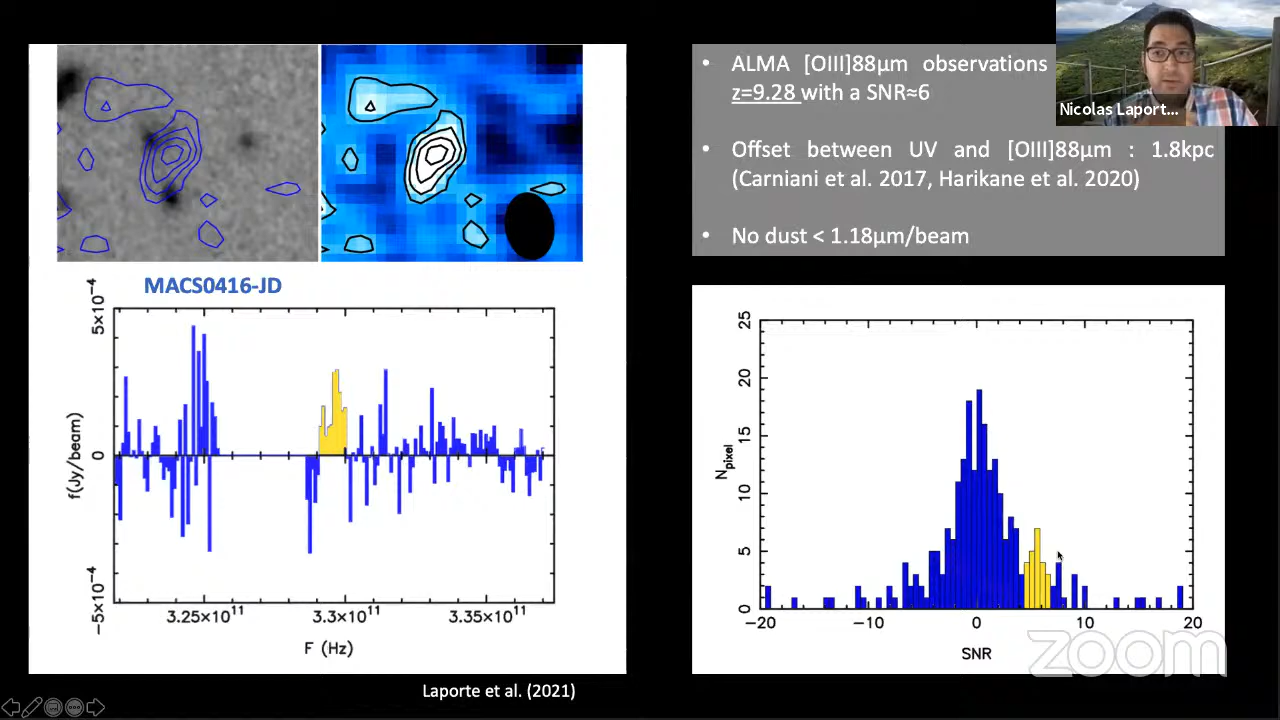 • ALMA [OIII]88μm observations
z=9.28 with a SNR≈6
• Offset between UV and [OIII]88μm : 1.8kpc
(Carniani et al. 2017, Harikane et al. 2020)
• No dust < 1.18μm/beam
Nicolas Laport...
MACS0416-JD
5×10⁻⁴
0
−5×10⁻⁴
f(Jy/beam)
3.25×10¹¹ 3.3×10¹¹ 3.35×10¹¹
F (Hz)
Laporte et al. (2021)
25
20
15
10
5
0
Npixel
−20 −10 0 10 20
SNR
zoom